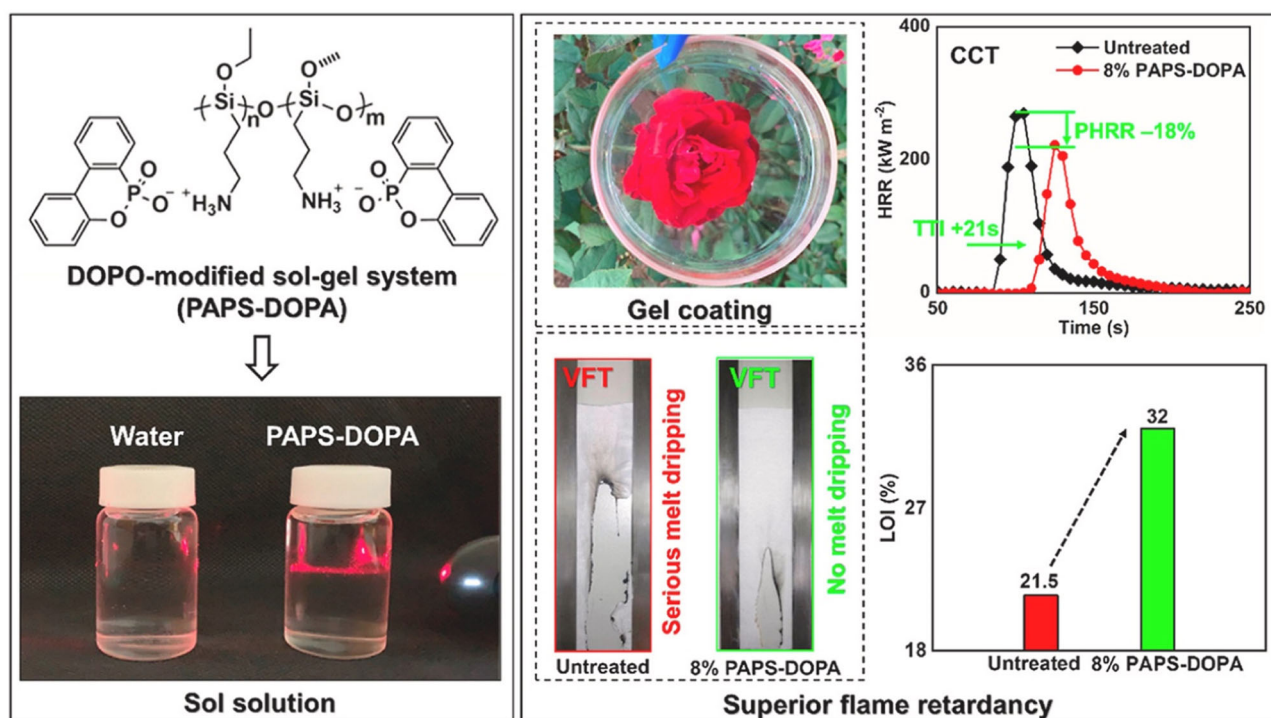 O
Si
n
O
O
Si
O
m
O
P
O
O⁻
⁺H₃N
NH₃⁺
⁻O
P
O
O
DOPO-modified sol-gel system
(PAPS-DOPA)
Water PAPS-DOPA
Sol solution
Gel coating
VFT
Serious melt dripping
Untreated
VFT
No melt dripping
8% PAPS-DOPA
CCT
Untreated
8% PAPS-DOPA
PHRR –18%
TTI +21s
HRR (kW m⁻²)
400
200
0
50 150 250
Time (s)
LOI (%)
36
27
18
21.5
32
Untreated 8% PAPS-DOPA
Superior flame retardancy